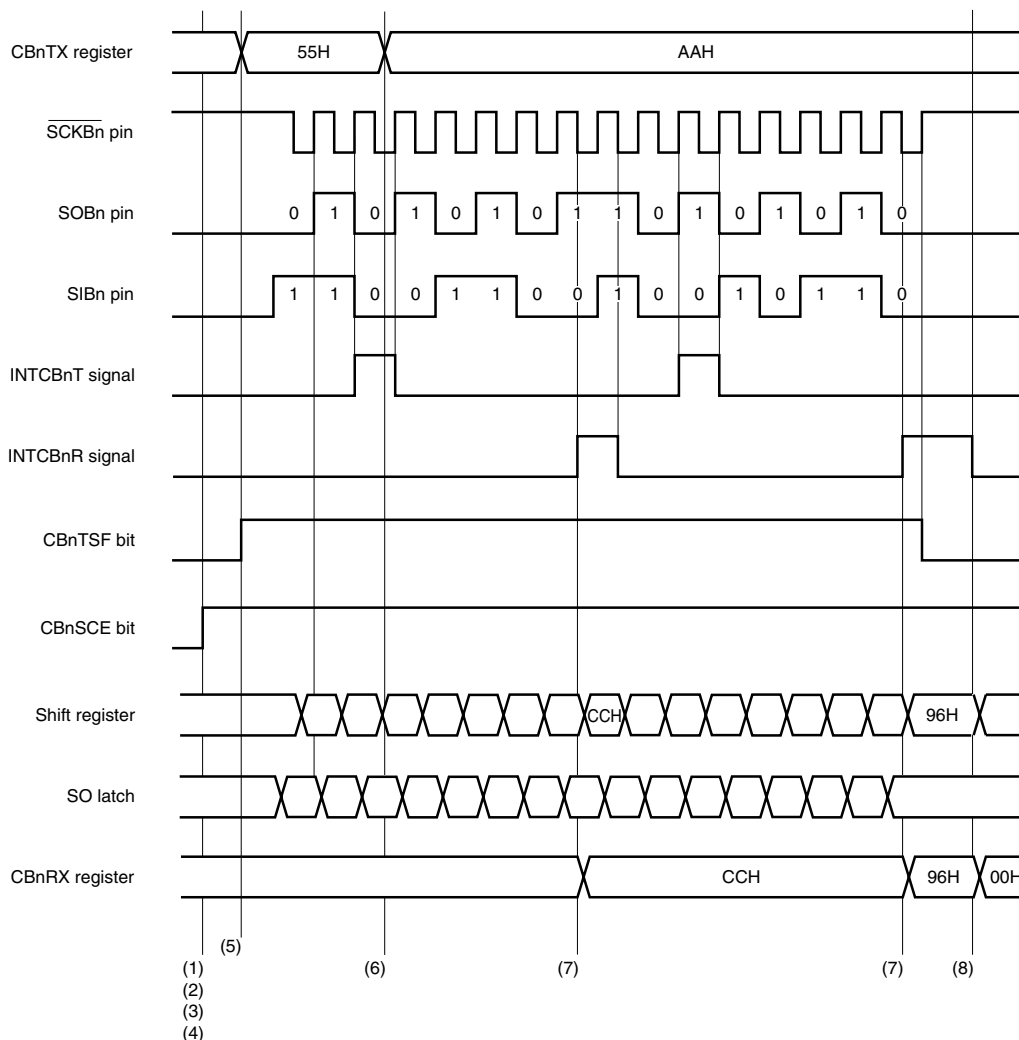 CBnTX register 55H AAH
SCKBn pin
SOBn pin 0 1 0 1 0 1 0 1 1 0 1 0 1 0 1 0
SIBn pin 1 1 0 0 1 1 0 0 1 0 0 1 0 1 1 0
INTCBnT signal
INTCBnR signal
CBnTSF bit
CBnSCE bit
Shift register CCH 96H
SO latch
CBnRX register CCH 96H 00H
(5)
(1) (6) (7) (7) (8)
(2)
(3)
(4)